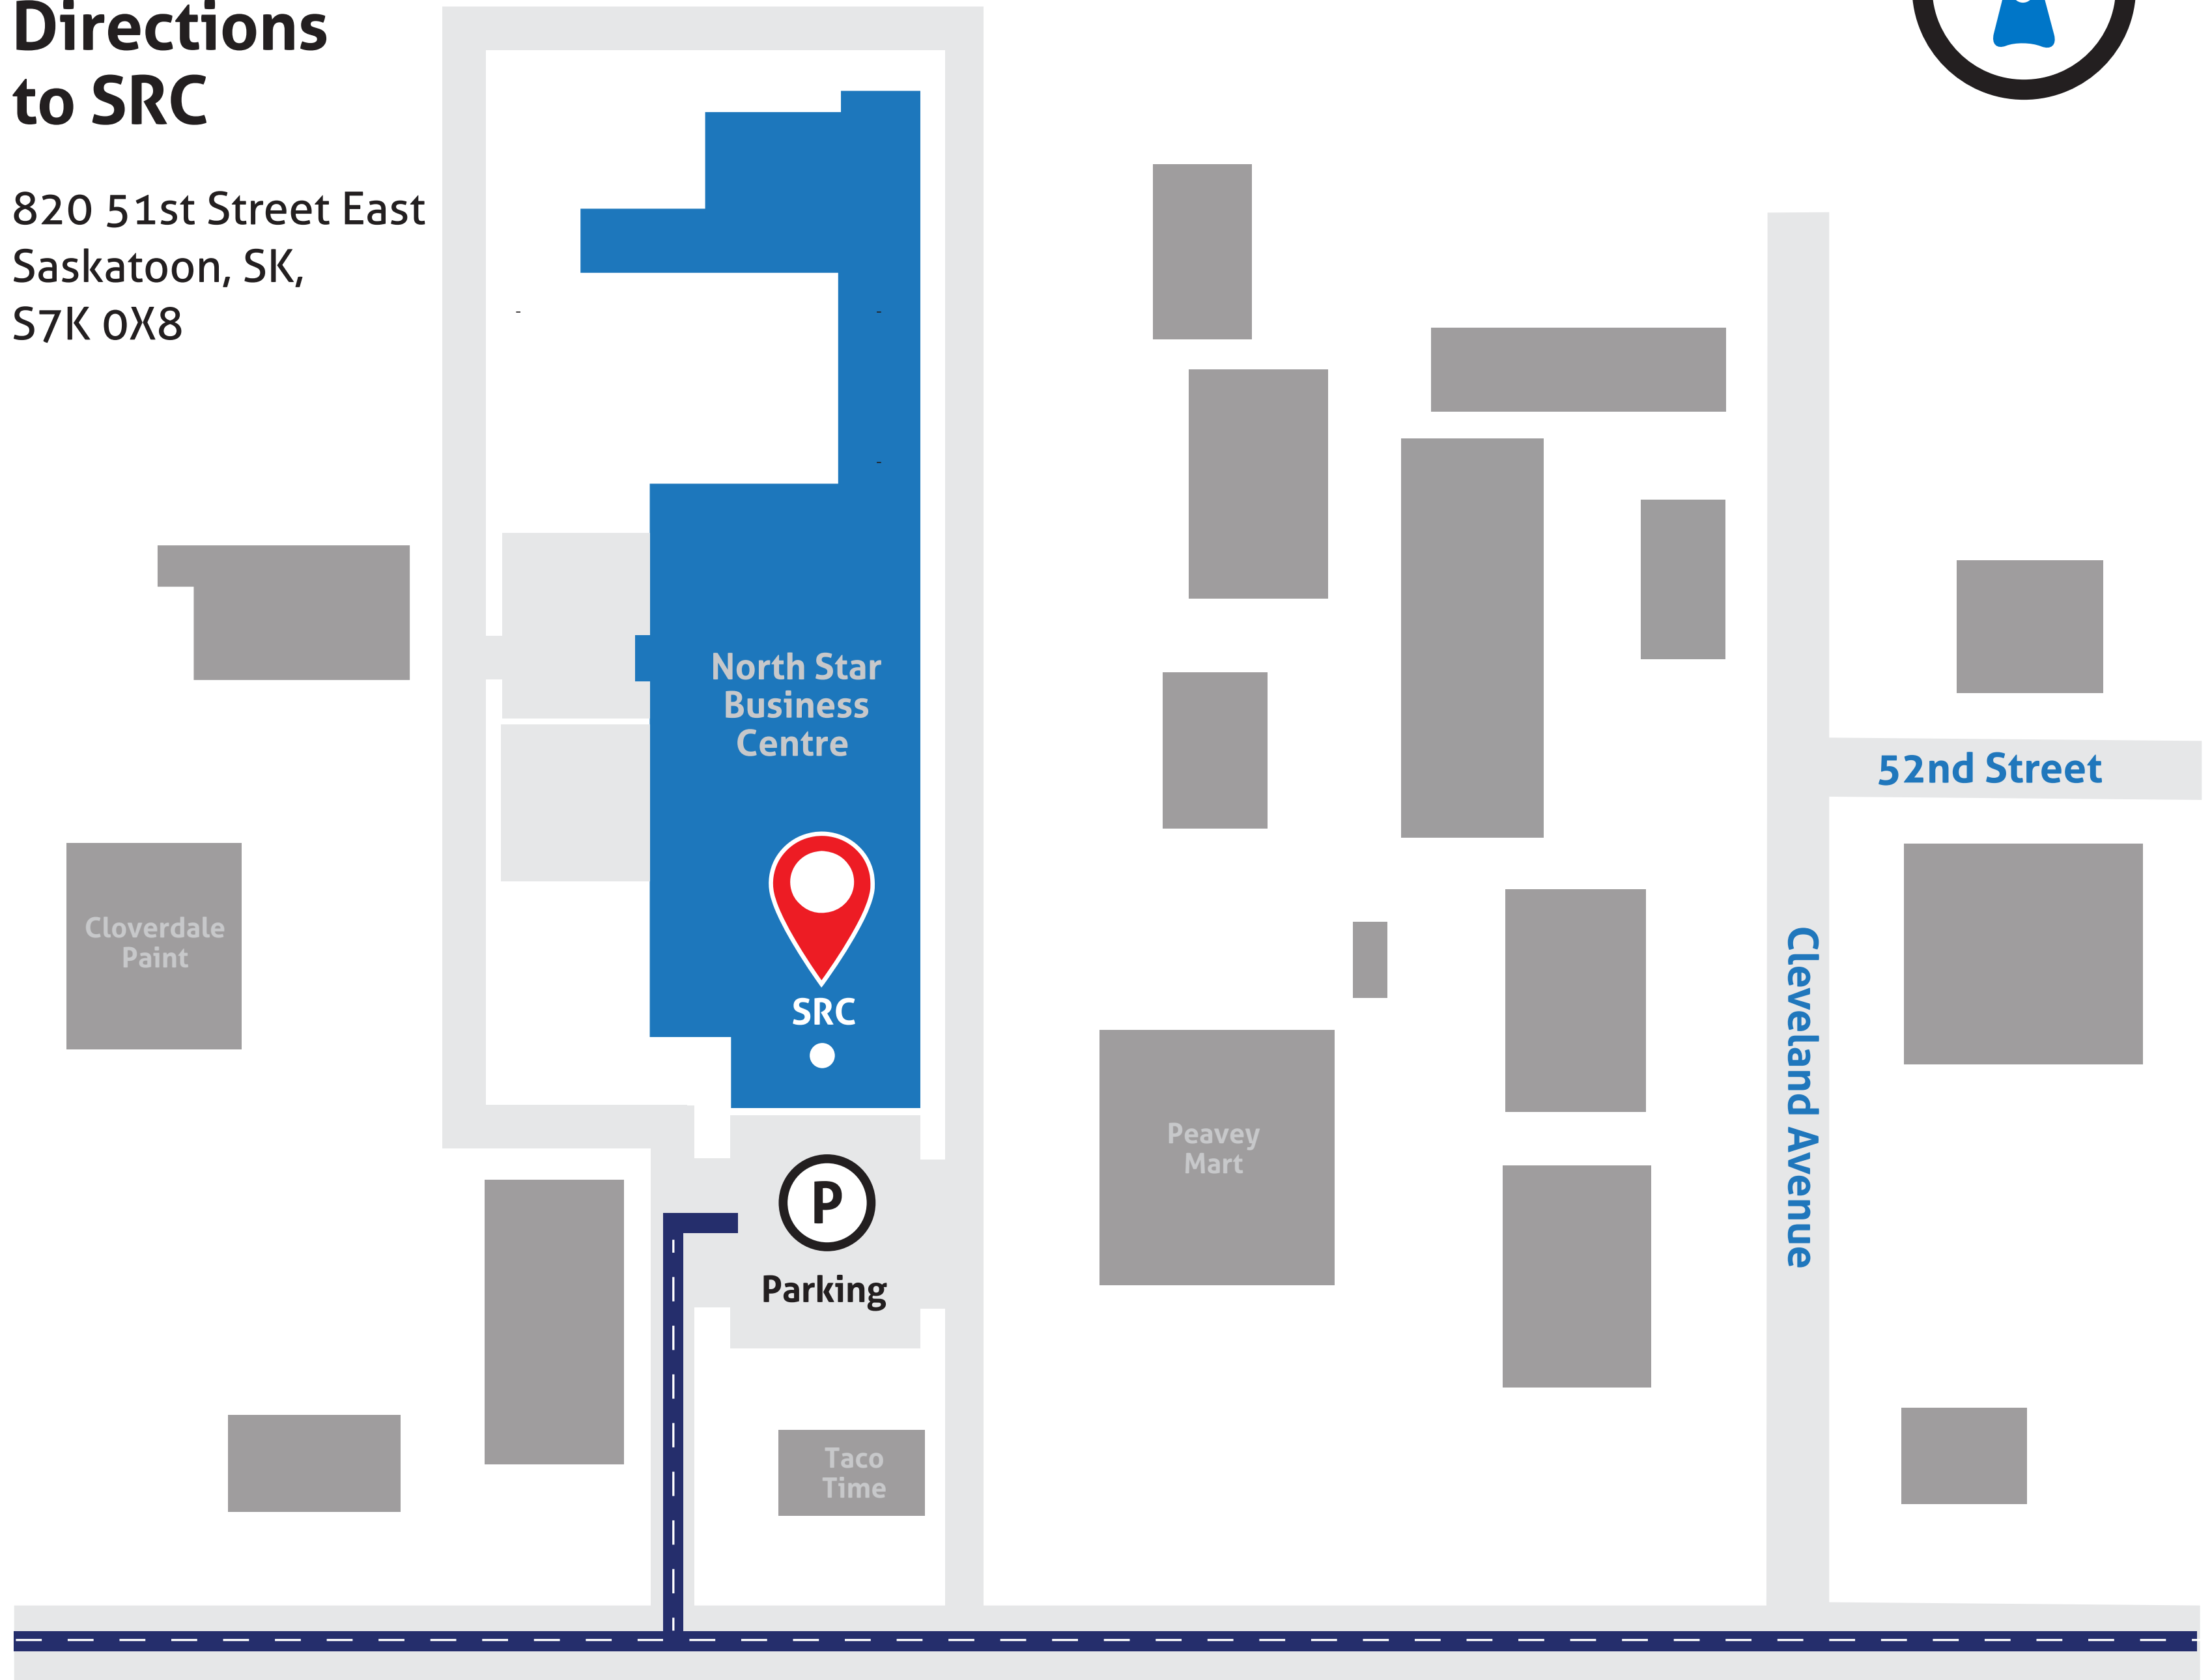 Directions
to SRC
820 51st Street East
Saskatoon, SK,
S7K 0X8
North Star
Business
Centre
52nd Street
Cloverdale
Paint
SRC
Cleveland Avenue
Peavey
Mart
P
Parking
Taco
Time